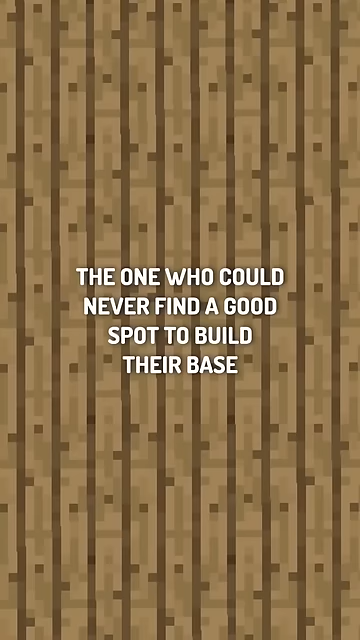 THE ONE WHO COULD
NEVER FIND A GOOD
SPOT TO BUILD
THEIR BASE